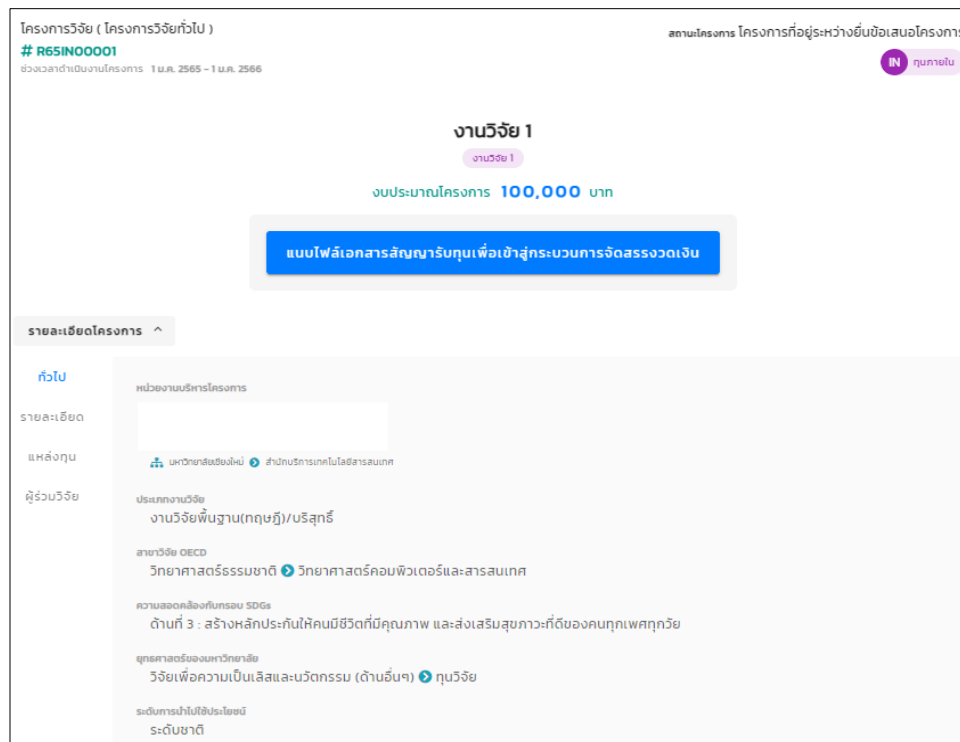 โครงการวิจัย ( โครงการวิจัยทั่วไป )
สถานะโครงการ โครงการที่อยู่ระหว่างยื่นข้อเสนอโครงการ
# R65IN00001
ช่วงเวลาดำเนินงานโครงการ 1 ม.ค. 2565 - 1 ม.ค. 2566
IN ทุนภายใน
งานวิจัย 1
งานวิจัย 1
งบประมาณโครงการ 100,000 บาท
แนบไฟล์เอกสารสัญญารับทุนเพื่อเข้าสู่กระบวนการจัดสรรงวดเงิน
รายละเอียดโครงการ ^
ทั่วไป
รายละเอียด
แหล่งทุน
ผู้ร่วมวิจัย
หน่วยงานบริหารโครงการ
มหาวิทยาลัยเชียงใหม่ สำนักบริการเทคโนโลยีสารสนเทศ
ประเภทงานวิจัย
งานวิจัยพื้นฐาน(ทฤษฎี)/บริสุทธิ์
สาขาวิจัย OECD
วิทยาศาสตร์ธรรมชาติ วิทยาศาสตร์คอมพิวเตอร์และสารสนเทศ
ความสอดคล้องกับกรอบ SDGs
ด้านที่ 3 : สร้างหลักประกันให้คนมีชีวิตที่มีคุณภาพ และส่งเสริมสุขภาวะที่ดีของคนทุกเพศทุกวัย
ยุทธศาสตร์ของมหาวิทยาลัย
วิจัยเพื่อความเป็นเลิศและนวัตกรรม (ด้านอื่นๆ) ทุนวิจัย
ระดับการนำไปใช้ประโยชน์
ระดับชาติ